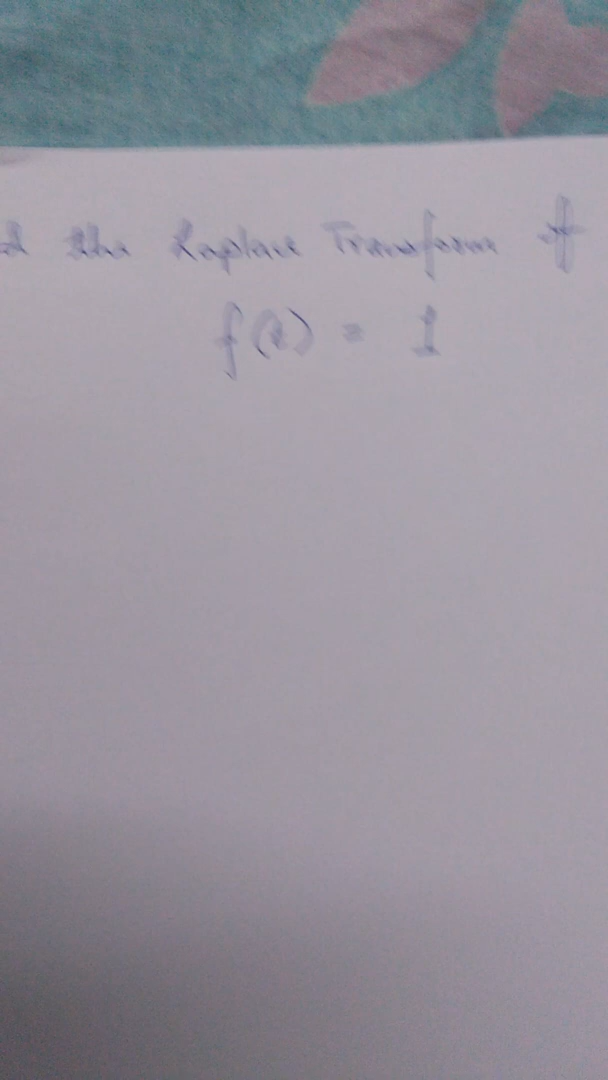 d the Laplace Transform of
f(t) = 1